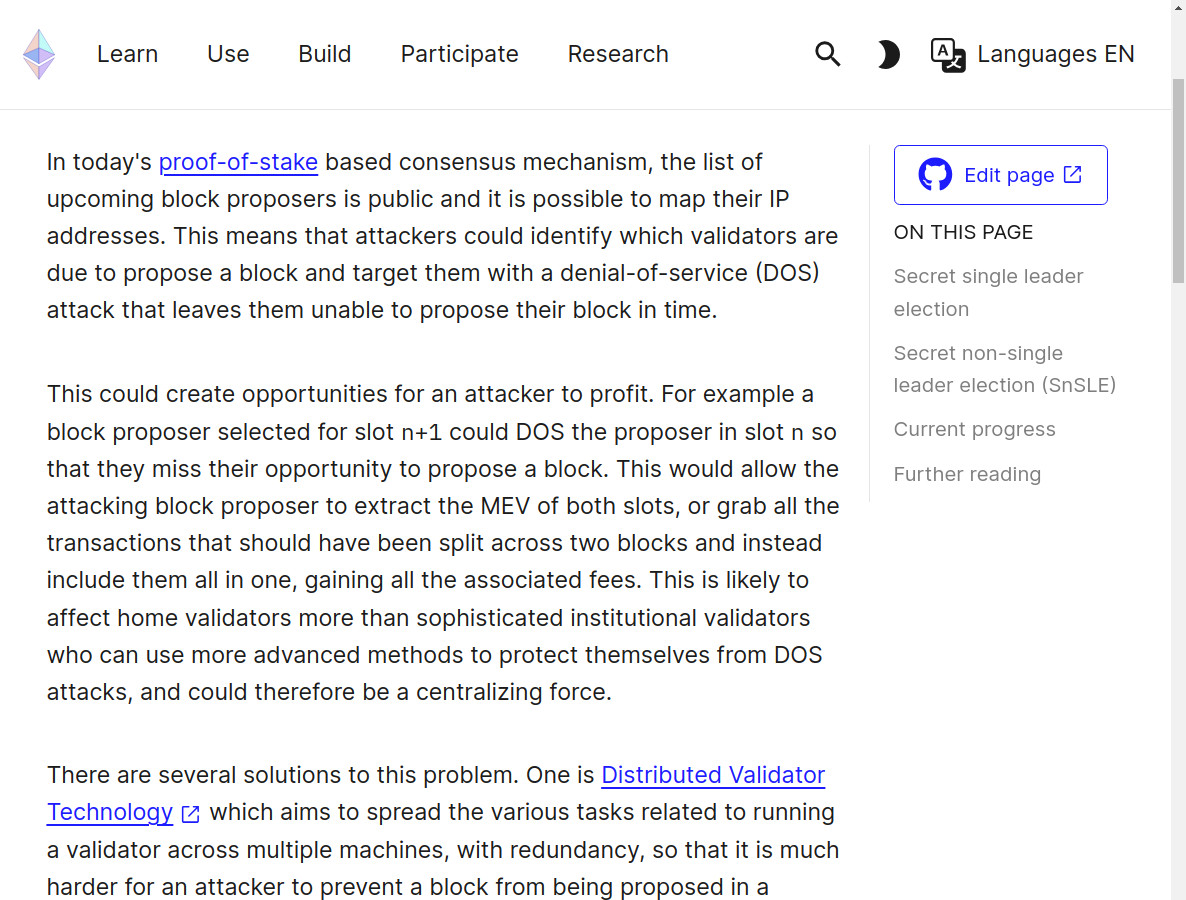 Learn Use Build Participate Research Languages EN
In today's proof-of-stake based consensus mechanism, the list of
upcoming block proposers is public and it is possible to map their IP
addresses. This means that attackers could identify which validators are
due to propose a block and target them with a denial-of-service (DOS)
attack that leaves them unable to propose their block in time.
This could create opportunities for an attacker to profit. For example a
block proposer selected for slot n+1 could DOS the proposer in slot n so
that they miss their opportunity to propose a block. This would allow the
attacking block proposer to extract the MEV of both slots, or grab all the
transactions that should have been split across two blocks and instead
include them all in one, gaining all the associated fees. This is likely to
affect home validators more than sophisticated institutional validators
who can use more advanced methods to protect themselves from DOS
attacks, and could therefore be a centralizing force.
There are several solutions to this problem. One is Distributed Validator
Technology which aims to spread the various tasks related to running
a validator across multiple machines, with redundancy, so that it is much
harder for an attacker to prevent a block from being proposed in a
Edit page
ON THIS PAGE
Secret single leader
election
Secret non-single
leader election (SnSLE)
Current progress
Further reading